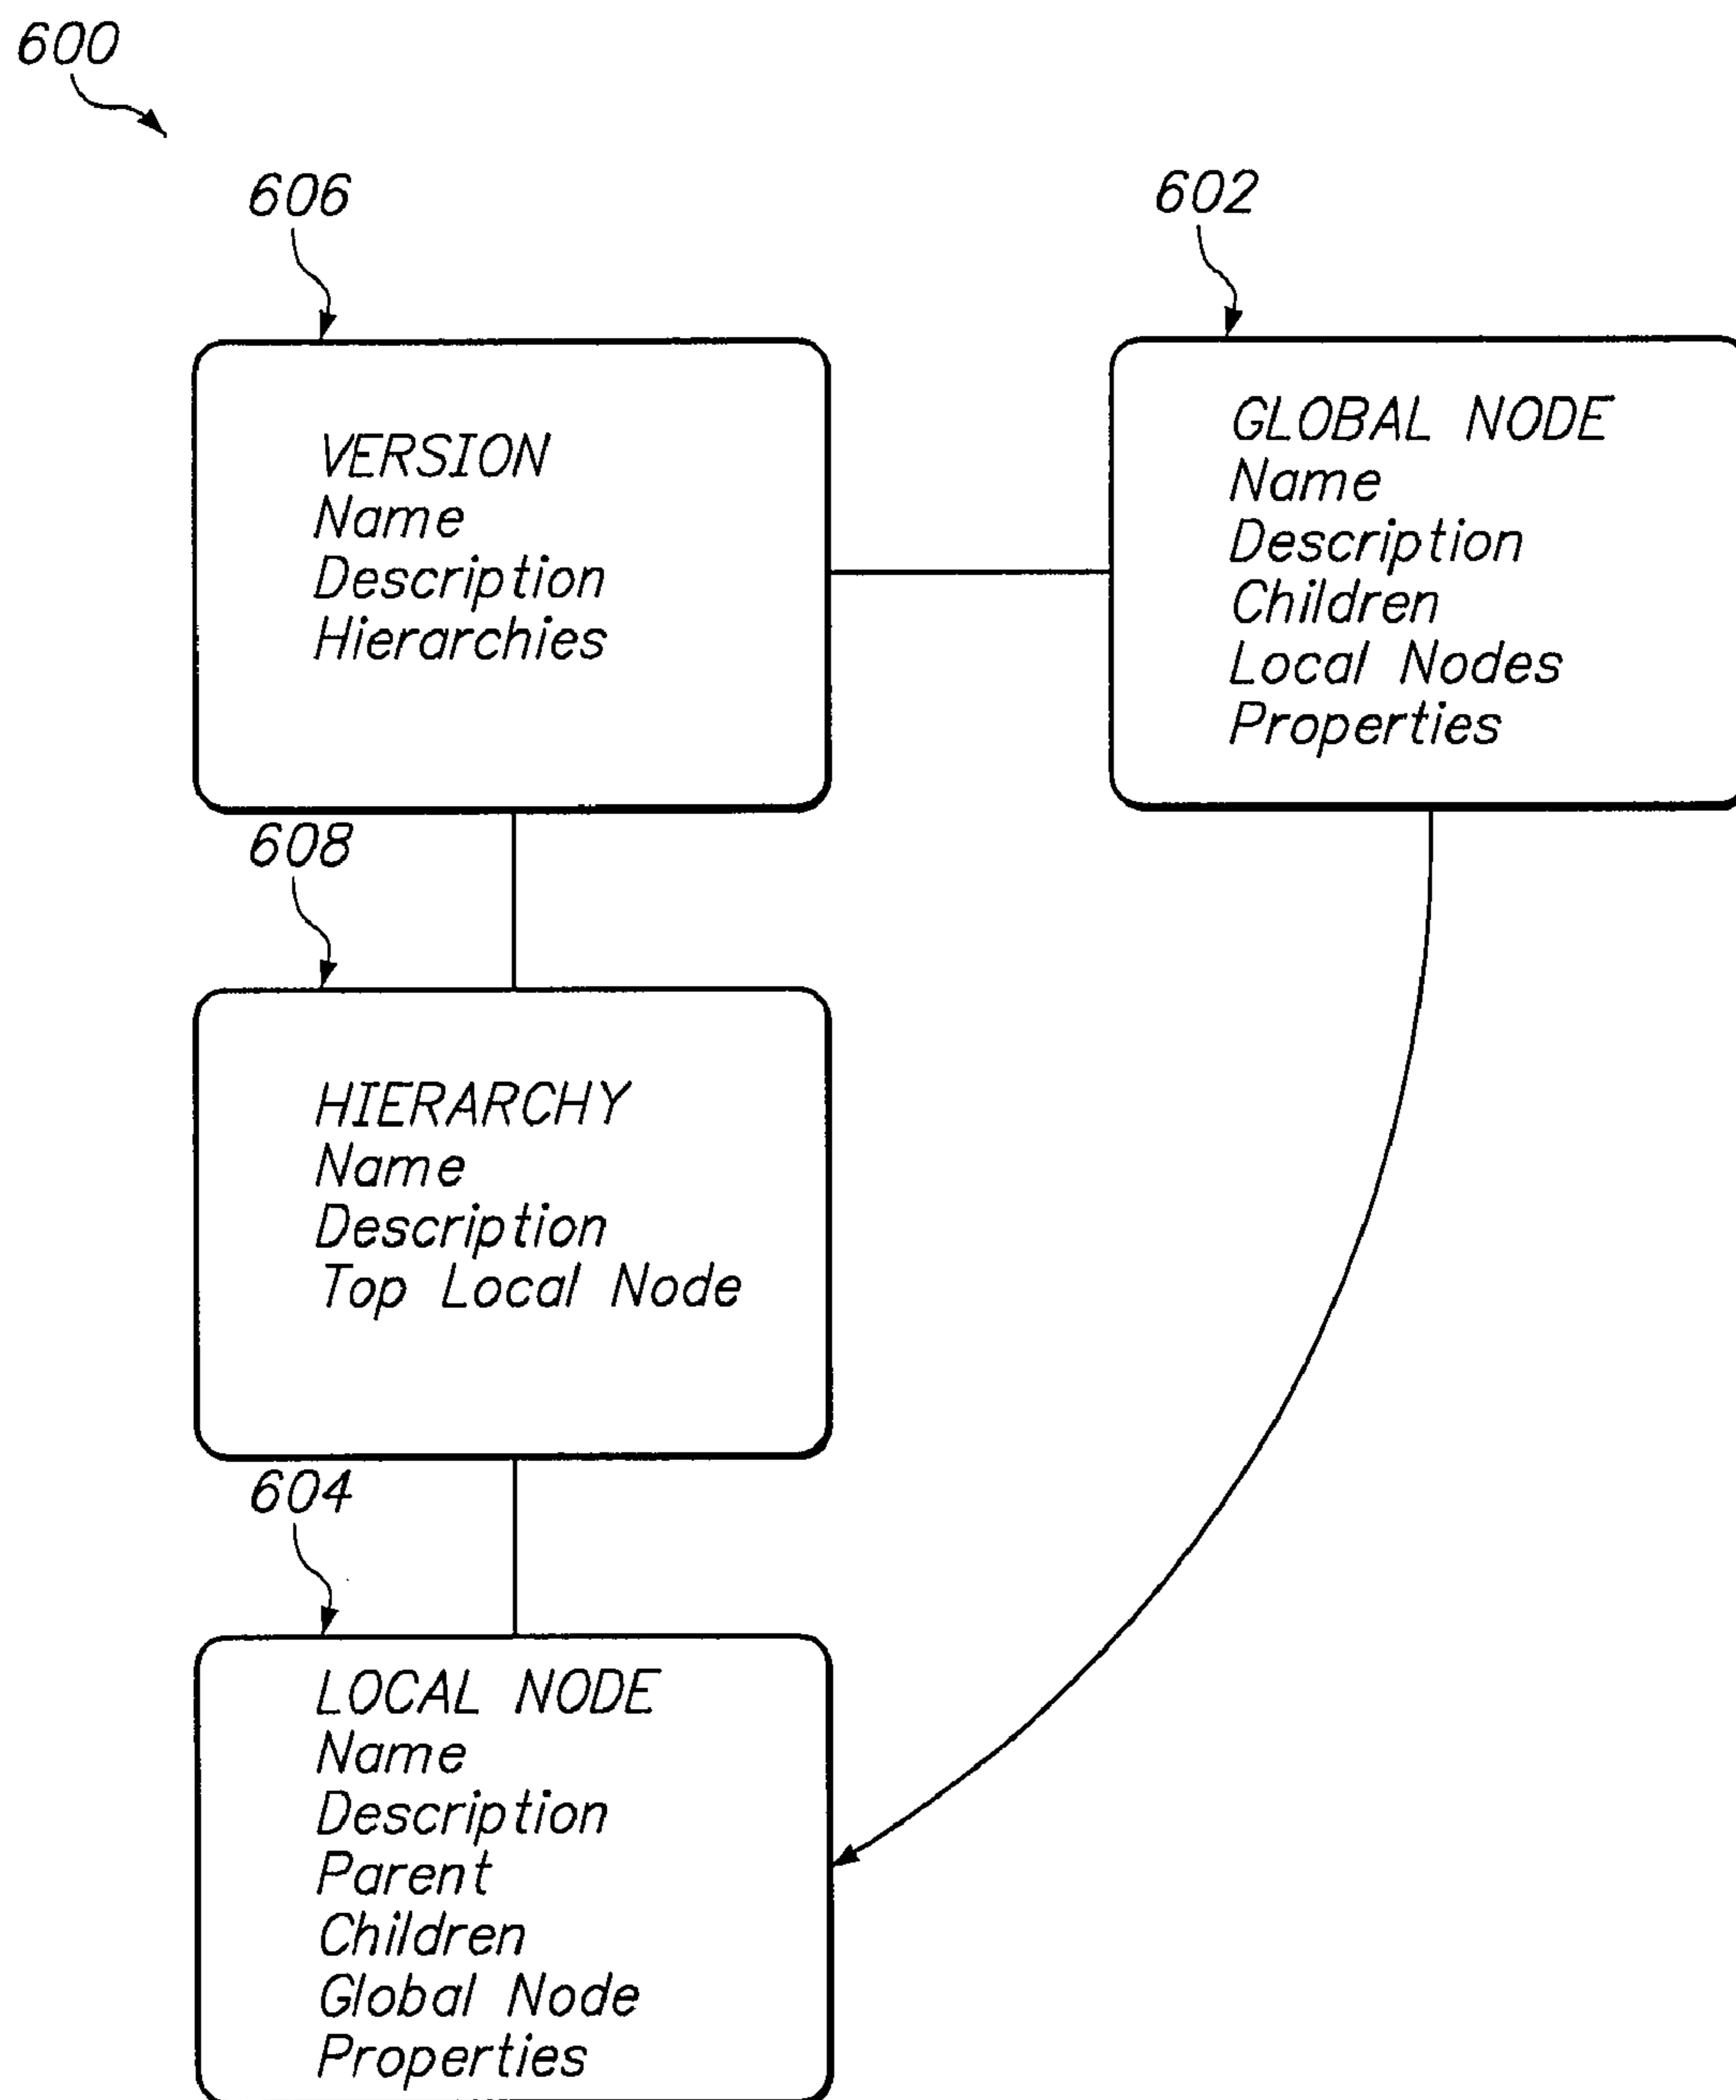 600
606
VERSION
Name
Description
Hierarchies
602
GLOBAL NODE
Name
Description
Children
Local Nodes
Properties
608
HIERARCHY
Name
Description
Top Local Node
604
LOCAL NODE
Name
Description
Parent
Children
Global Node
Properties